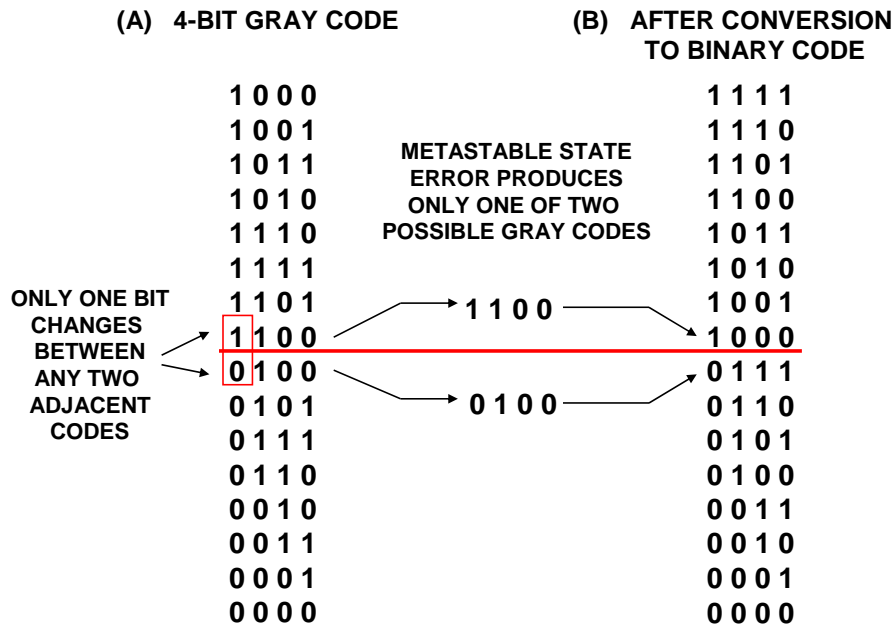 (A) 4-BIT GRAY CODE
(B) AFTER CONVERSION
TO BINARY CODE
1 0 0 0
1 0 0 1
1 0 1 1
1 0 1 0
1 1 1 0
1 1 1 1
1 1 0 1
1 1 0 0
0 1 0 0
0 1 0 1
0 1 1 1
0 1 1 0
0 0 1 0
0 0 1 1
0 0 0 1
0 0 0 0
ONLY ONE BIT
CHANGES
BETWEEN
ANY TWO
ADJACENT
CODES
METASTABLE STATE
ERROR PRODUCES
ONLY ONE OF TWO
POSSIBLE GRAY CODES
1 1 0 0
0 1 0 0
1 1 1 1
1 1 1 0
1 1 0 1
1 1 0 0
1 0 1 1
1 0 1 0
1 0 0 1
1 0 0 0
0 1 1 1
0 1 1 0
0 1 0 1
0 1 0 0
0 0 1 1
0 0 1 0
0 0 0 1
0 0 0 0